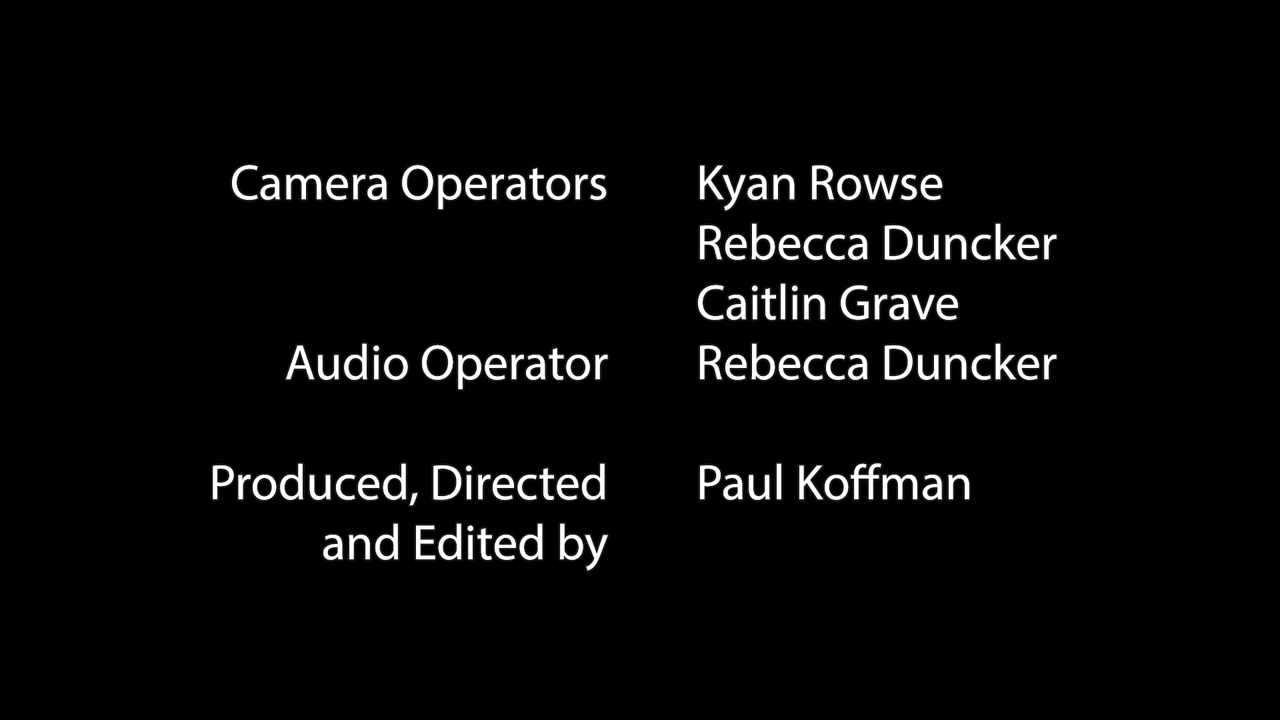 Camera Operators Kyan Rowse
Rebecca Duncker
Caitlin Grave
Audio Operator Rebecca Duncker
Produced, Directed Paul Koffman
and Edited by